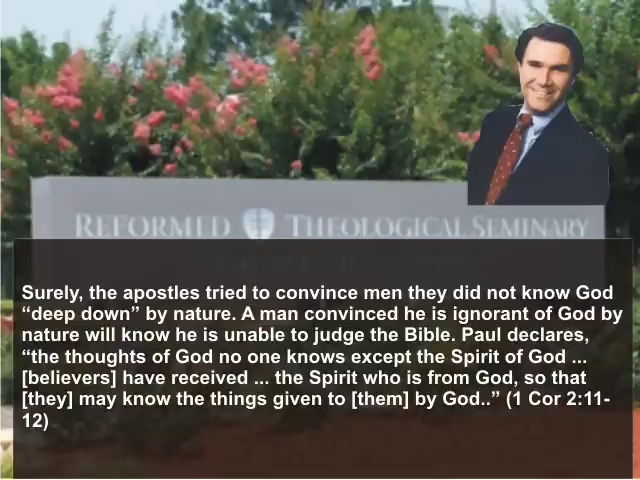 REFORMED THEOLOGICAL SEMINARY
Surely, the apostles tried to convince men they did not know God
“deep down” by nature. A man convinced he is ignorant of God by
nature will know he is unable to judge the Bible. Paul declares,
“the thoughts of God no one knows except the Spirit of God ...
[believers] have received ... the Spirit who is from God, so that
[they] may know the things given to [them] by God..” (1 Cor 2:11-
12)